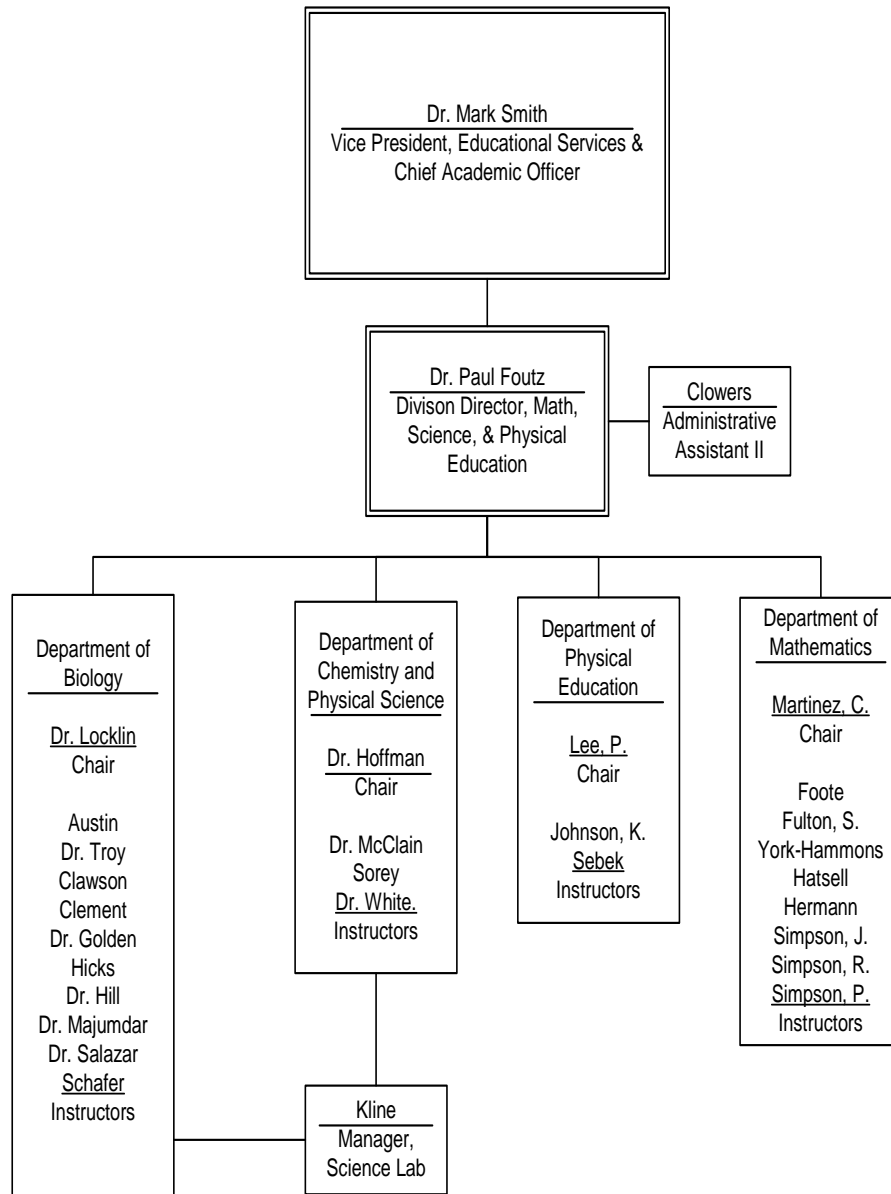 Dr. Mark Smith
Vice President, Educational Services &
Chief Academic Officer
Dr. Paul Foutz
Divison Director, Math,
Science, & Physical
Education
Clowers
Administrative
Assistant II
Department of
Biology
Dr. Locklin
Chair
Austin
Dr. Troy
Clawson
Clement
Dr. Golden
Hicks
Dr. Hill
Dr. Majumdar
Dr. Salazar
Schafer
Instructors
Department of
Chemistry and
Physical Science
Dr. Hoffman
Chair
Dr. McClain
Sorey
Dr. White.
Instructors
Department of
Physical
Education
Lee, P.
Chair
Johnson, K.
Sebek
Instructors
Department of
Mathematics
Martinez, C.
Chair
Foote
Fulton, S.
York-Hammons
Hatsell
Hermann
Simpson, J.
Simpson, R.
Simpson, P.
Instructors
Kline
Manager,
Science Lab